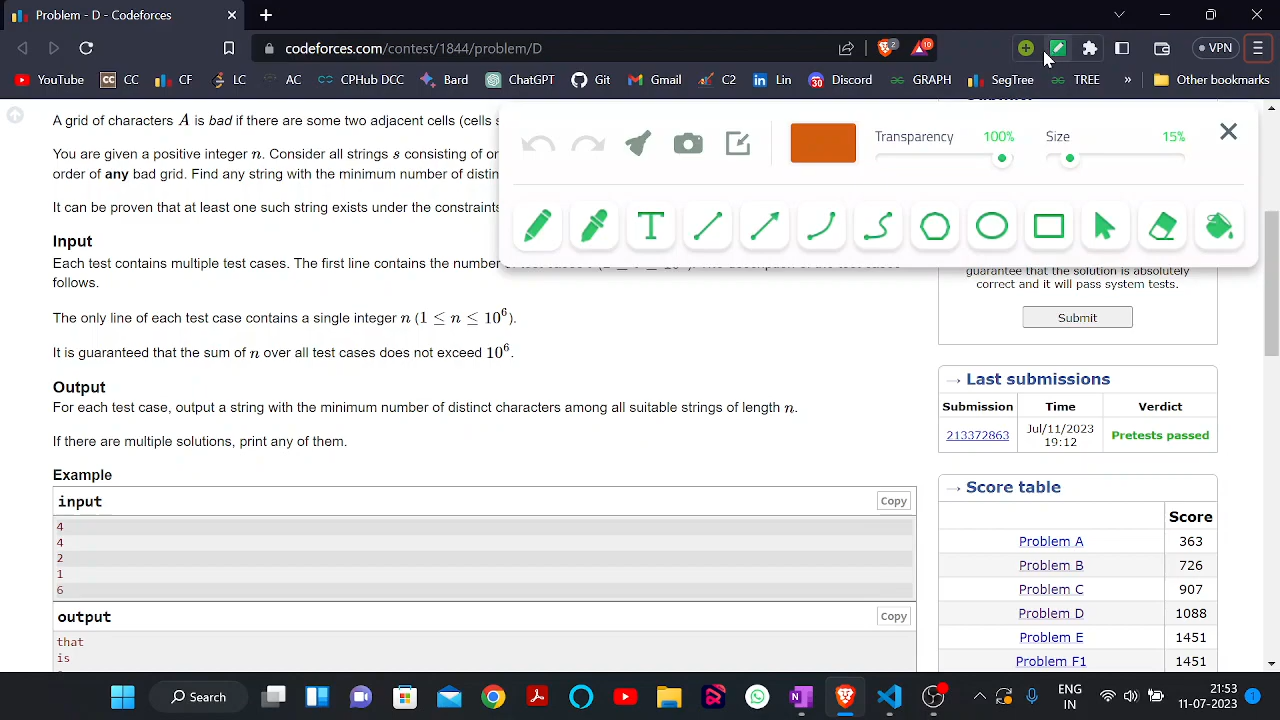 Problem - D - Codeforces
codeforces.com/contest/1844/problem/D
2
10
VPN
YouTube CC CF LC AC CPHub DCC Bard ChatGPT Git Gmail C2 Lin Discord GRAPH SegTree TREE » Other bookmarks
A grid of characters A is bad if there are some two adjacent cells (cells s
You are given a positive integer n. Consider all strings s consisting of or
order of any bad grid. Find any string with the minimum number of distin
It can be proven that at least one such string exists under the constraints
Transparency 100% Size 15%
T
Input
Each test contains multiple test cases. The first line contains the number
follows.
The only line of each test case contains a single integer n (1 ≤ n ≤ 10⁶).
It is guaranteed that the sum of n over all test cases does not exceed 10⁶.
Output
For each test case, output a string with the minimum number of distinct characters among all suitable strings of length n.
If there are multiple solutions, print any of them.
Example
input Copy
4
4
2
1
6
output Copy
that
is
guarantee that the solution is absolutely
correct and it will pass system tests.
Submit
→ Last submissions
Submission Time Verdict
213372863 Jul/11/2023 19:12 Pretests passed
→ Score table
Score
Problem A 363
Problem B 726
Problem C 907
Problem D 1088
Problem E 1451
Problem F1 1451
Search
ENG
IN
21:53
11-07-2023
1